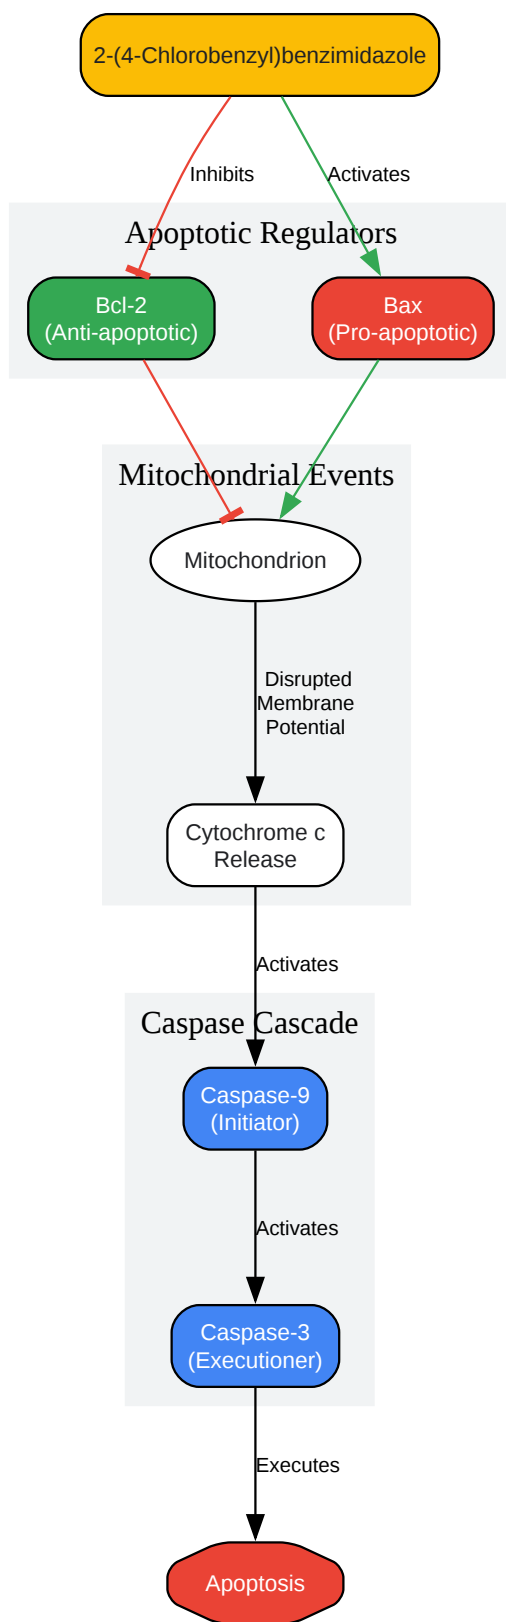 2-(4-Chlorobenzyl)benzimidazole
Inhibits
Activates
Apoptotic Regulators
Bcl-2
(Anti-apoptotic)
Bax
(Pro-apoptotic)
Mitochondrial Events
Mitochondrion
Disrupted
Membrane
Potential
Cytochrome c
Release
Activates
Caspase Cascade
Caspase-9
(Initiator)
Activates
Caspase-3
(Executioner)
Executes
Apoptosis